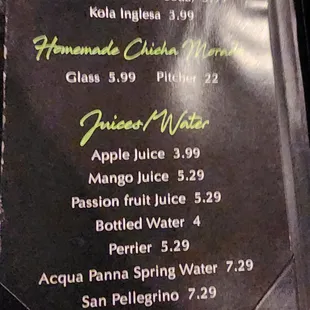 Kola Inglesa 3.99
Homemade Chicha Morada
Glass 5.99 Pitcher 22
Juices/Water
Apple Juice 3.99
Mango Juice 5.29
Passion fruit Juice 5.29
Bottled Water 4
Perrier 5.29
Acqua Panna Spring Water 7.29
San Pellegrino 7.29